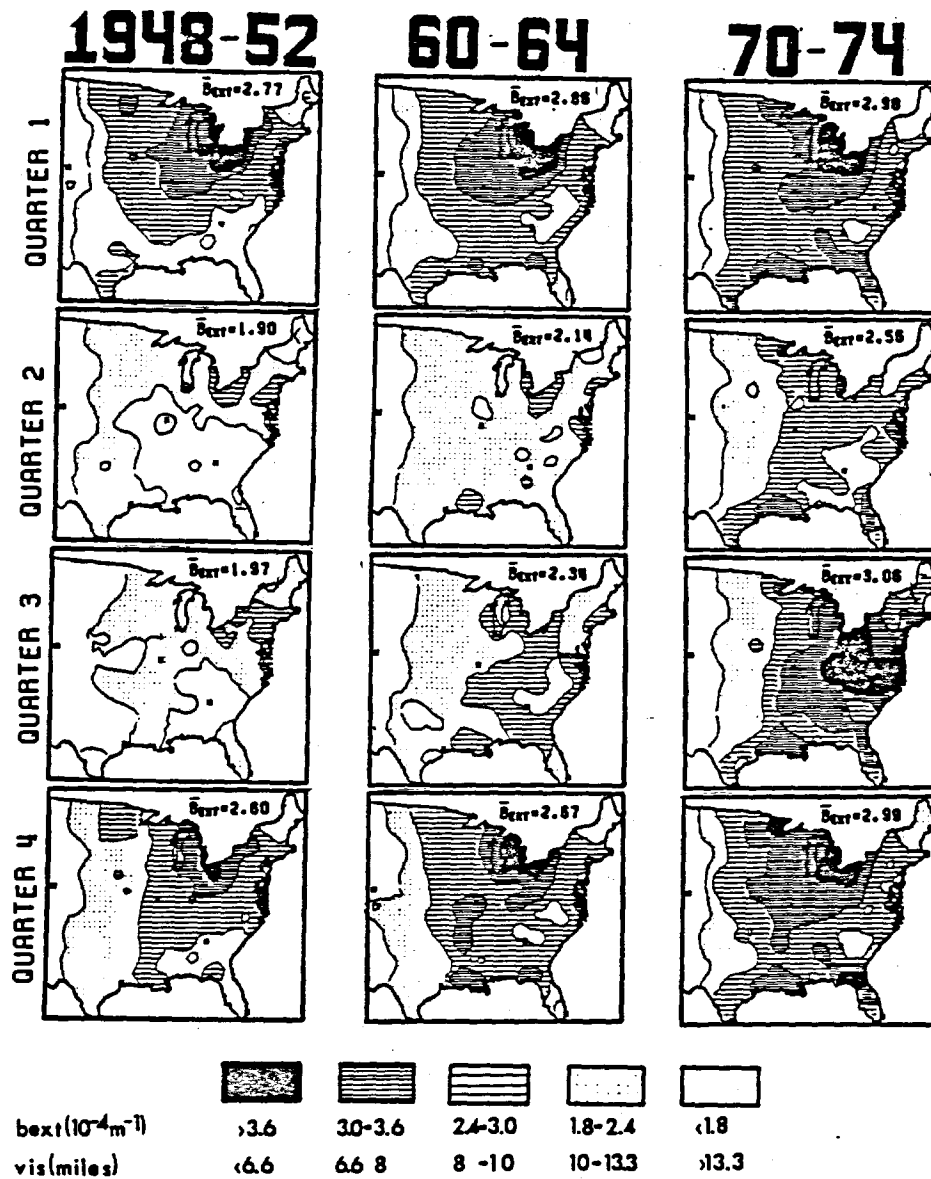 1948-52 60-64 70-74
QUARTER 1
B̄EXT=2.77
B̄EXT=2.86
B̄EXT=2.98
QUARTER 2
B̄EXT=1.90
B̄EXT=2.14
B̄EXT=2.56
QUARTER 3
B̄EXT=1.97
B̄EXT=2.34
B̄EXT=3.06
QUARTER 4
B̄EXT=2.60
B̄EXT=2.67
B̄EXT=2.99
bext(10⁻⁴m⁻¹) >3.6 3.0-3.6 2.4-3.0 1.8-2.4 <1.8
vis(miles) <6.6 6.6 8 8 -10 10-13.3 >13.3